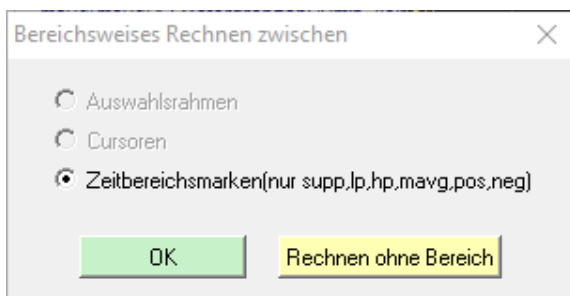 Bereichsweises Rechnen zwischen
Auswahlsrahmen
Cursoren
Zeitbereichsmarken(nur supp,lp,hp,mavg,pos,neg)
OK
Rechnen ohne Bereich